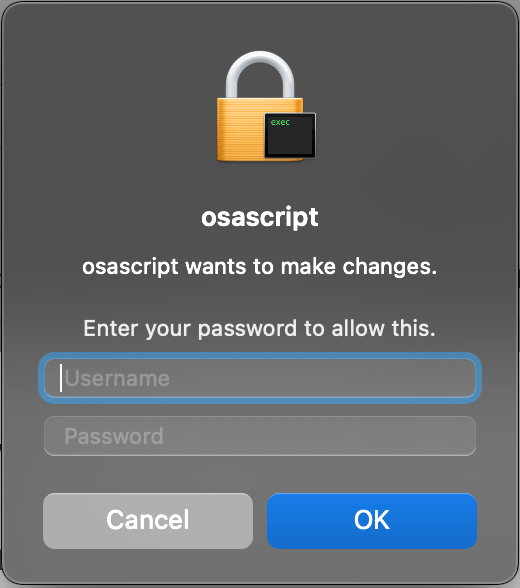 exec
osascript
osascript wants to make changes.
Enter your password to allow this.
Username
Password
Cancel
OK